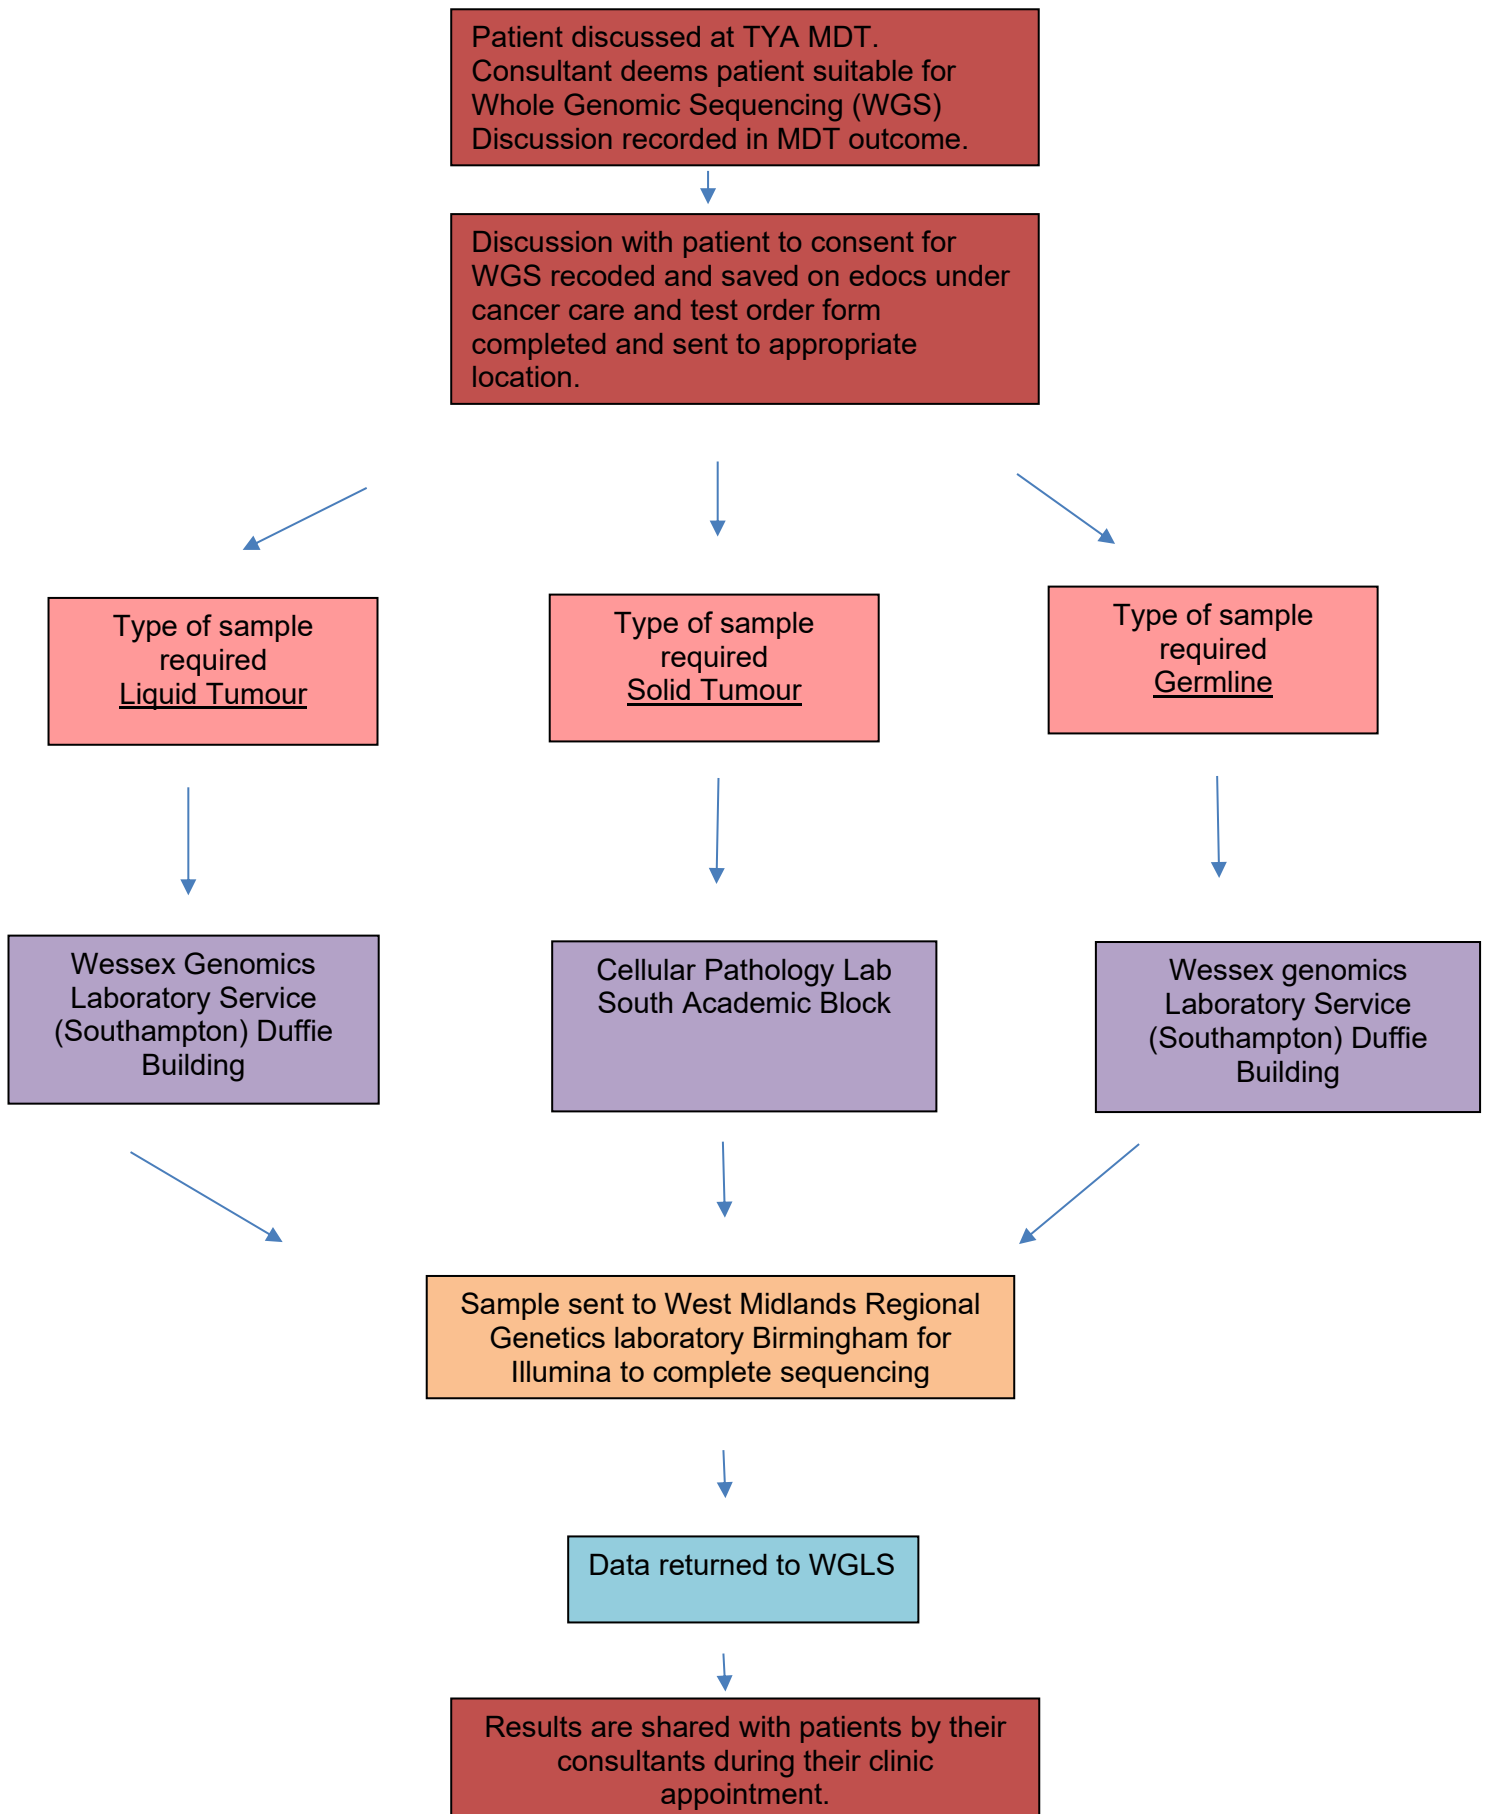 Patient discussed at TYA MDT.
Consultant deems patient suitable for
Whole Genomic Sequencing (WGS)
Discussion recorded in MDT outcome.
Discussion with patient to consent for
WGS recoded and saved on edocs under
cancer care and test order form
completed and sent to appropriate
location.
Type of sample
required
Liquid Tumour
Type of sample
required
Solid Tumour
Type of sample
required
Germline
Wessex Genomics
Laboratory Service
(Southampton) Duffie
Building
Cellular Pathology Lab
South Academic Block
Wessex genomics
Laboratory Service
(Southampton) Duffie
Building
Sample sent to West Midlands Regional
Genetics laboratory Birmingham for
Illumina to complete sequencing
Data returned to WGLS
Results are shared with patients by their
consultants during their clinic
appointment.